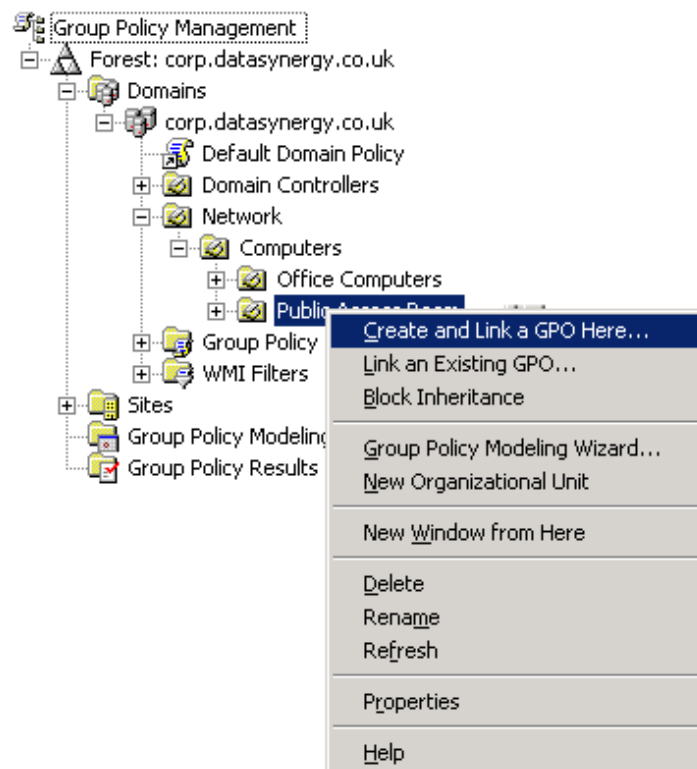 Group Policy Management
Forest: corp.datasynergy.co.uk
Domains
corp.datasynergy.co.uk
Default Domain Policy
Domain Controllers
Network
Computers
Office Computers
Public
Group Policy
WMI Filters
Sites
Group Policy Modeling
Group Policy Results
Create and Link a GPO Here...
Link an Existing GPO...
Block Inheritance
Group Policy Modeling Wizard...
New Organizational Unit
New Window from Here
Delete
Rename
Refresh
Properties
Help